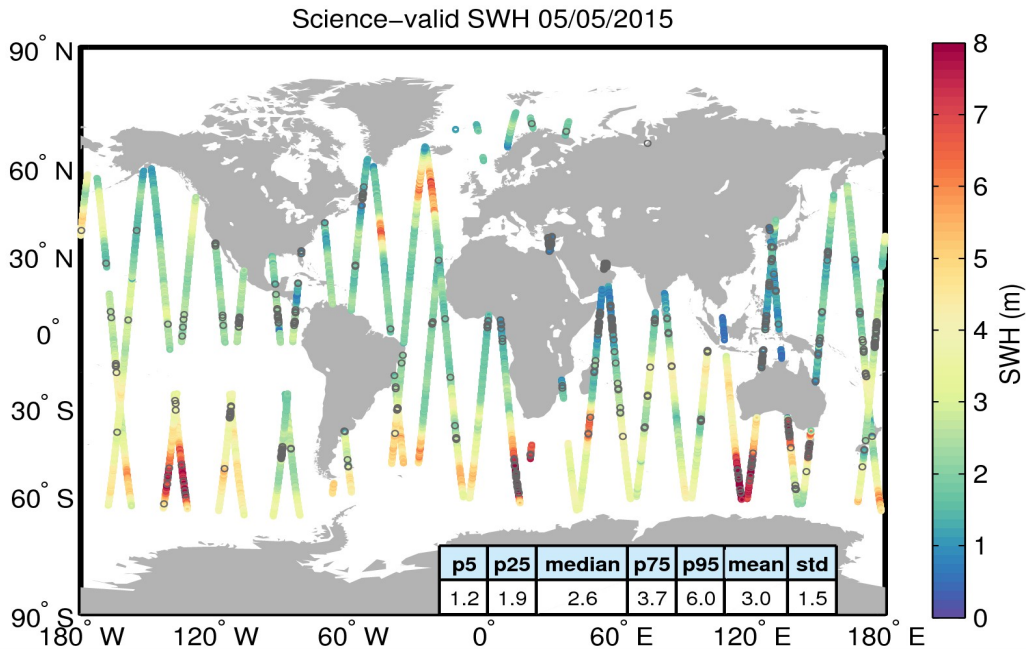 Science−valid SWH 05/05/2015
90° N
60° N
30° N
0°
30° S
60° S
90° S
180° W
120° W
60° W
0°
60° E
120° E
180° E
p5 p25 median p75 p95 mean std
1.2 1.9 2.6 3.7 6.0 3.0 1.5
8
7
6
5
4
3
2
1
0
SWH (m)